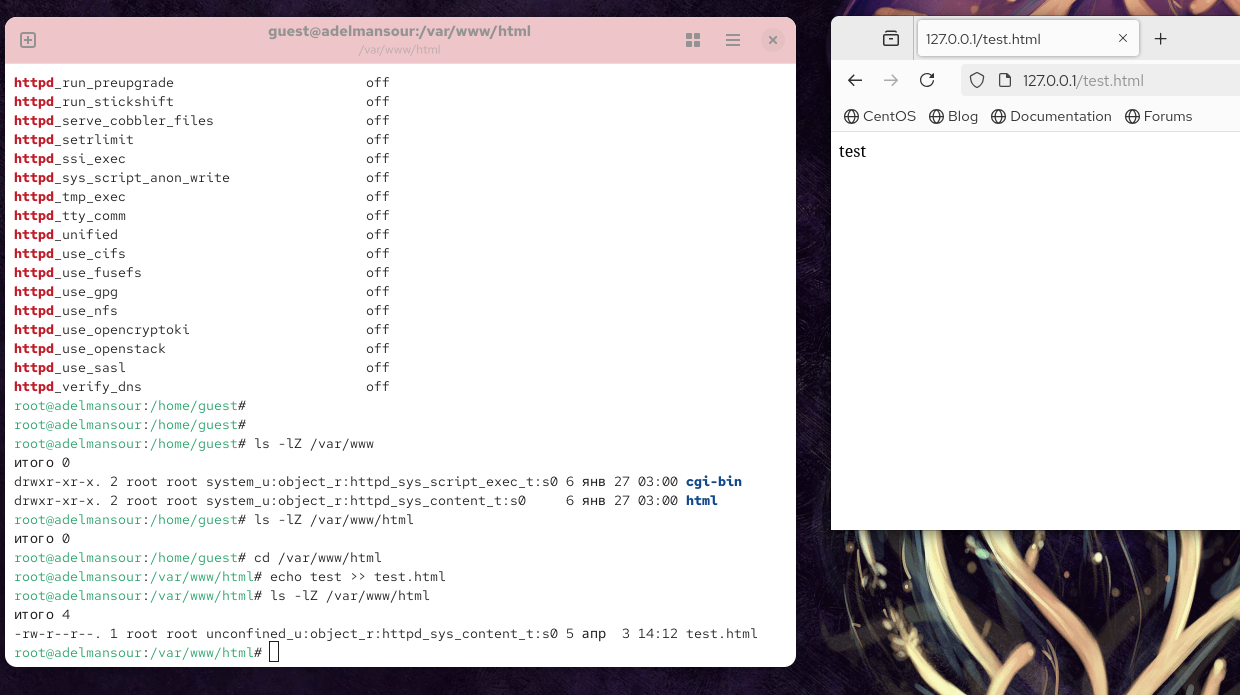 guest@adelmansour:/var/www/html
/var/www/html
httpd_run_preupgrade off
httpd_run_stickshift off
httpd_serve_cobbler_files off
httpd_setrlimit off
httpd_ssi_exec off
httpd_sys_script_anon_write off
httpd_tmp_exec off
httpd_tty_comm off
httpd_unified off
httpd_use_cifs off
httpd_use_fusefs off
httpd_use_gpg off
httpd_use_nfs off
httpd_use_opencryptoki off
httpd_use_openstack off
httpd_use_sasl off
httpd_verify_dns off
root@adelmansour:/home/guest#
root@adelmansour:/home/guest#
root@adelmansour:/home/guest# ls -lZ /var/www
итого 0
drwxr-xr-x. 2 root root system_u:object_r:httpd_sys_script_exec_t:s0 6 янв 27 03:00 cgi-bin
drwxr-xr-x. 2 root root system_u:object_r:httpd_sys_content_t:s0 6 янв 27 03:00 html
root@adelmansour:/home/guest# ls -lZ /var/www/html
итого 0
root@adelmansour:/home/guest# cd /var/www/html
root@adelmansour:/var/www/html# echo test >> test.html
root@adelmansour:/var/www/html# ls -lZ /var/www/html
итого 4
-rw-r--r--. 1 root root unconfined_u:object_r:httpd_sys_content_t:s0 5 апр  3 14:12 test.html
root@adelmansour:/var/www/html#
127.0.0.1/test.html
127.0.0.1/test.html
CentOS Blog Documentation Forums
test